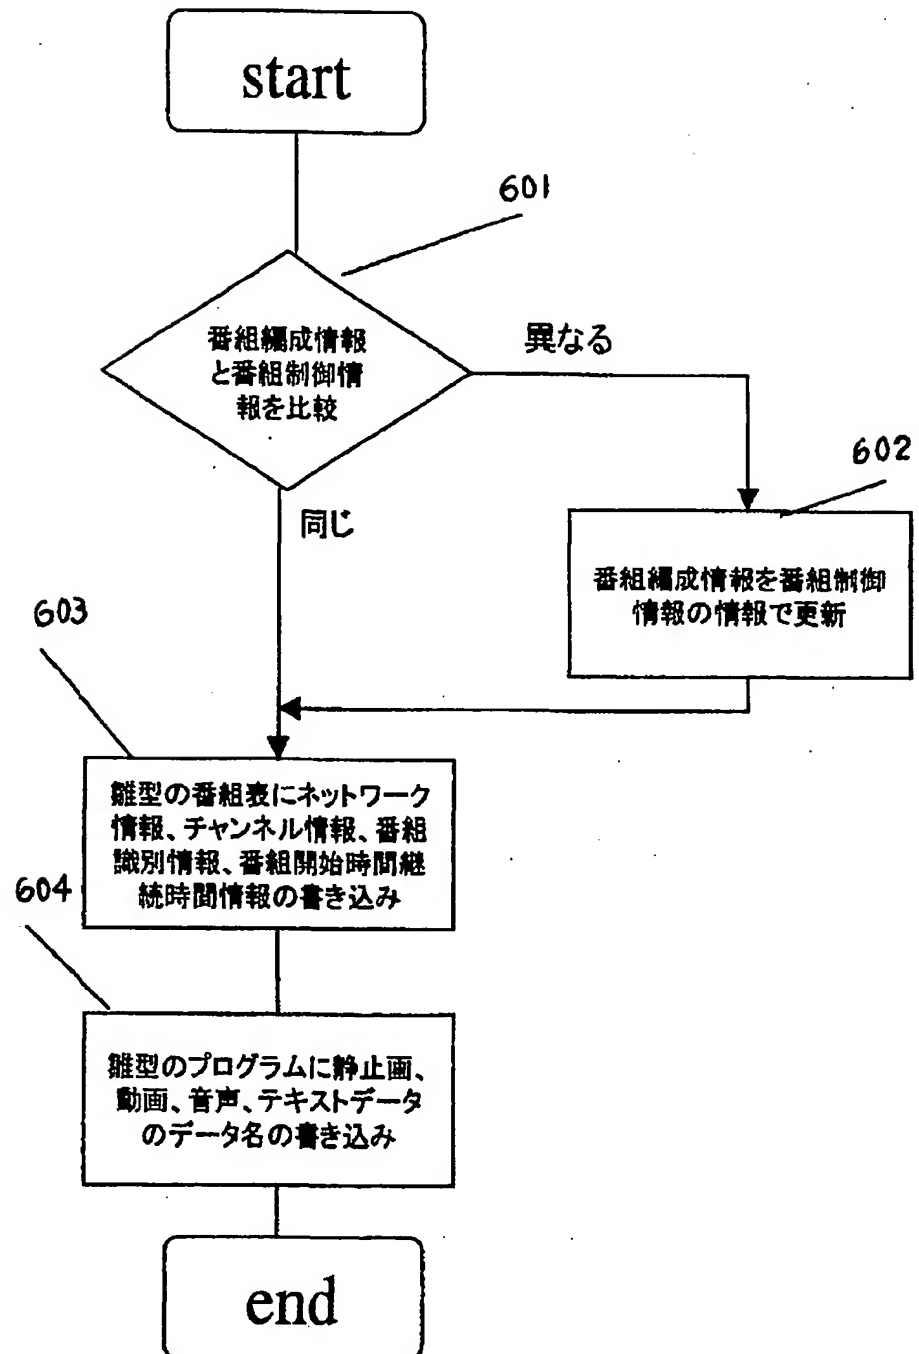 start
601
番組編成情報
と番組制御情
報を比較
異なる
602
同じ
番組編成情報を番組制御
情報の情報で更新
603
雛型の番組表にネットワーク
情報、チャンネル情報、番組
識別情報、番組開始時間継
続時間情報の書き込み
604
雛型のプログラムに静止画、
動画、音声、テキストデータ
のデータ名の書き込み
end